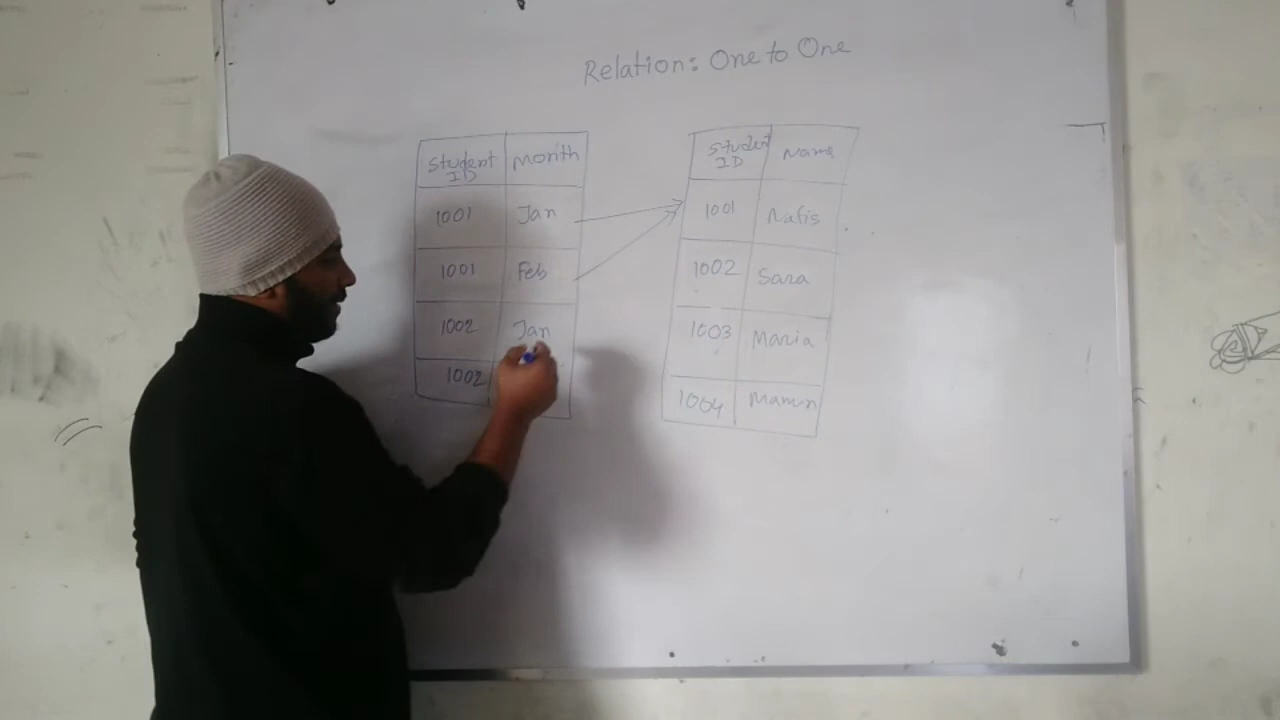 Relation: One to One
Student ID Month
1001 Jan
1001 Feb
1002 Jan
1002
Student ID Name
1001 Nafis
1002 Sara
1003 Maria
1004 Mamun